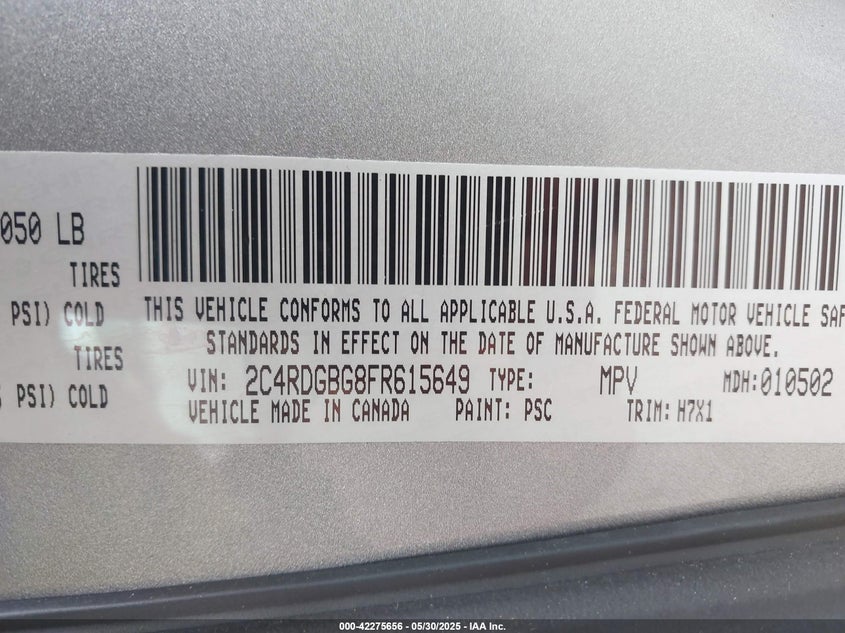 050 LB
TIRES
PSI) COLD
TIRES
PSI) COLD
THIS VEHICLE CONFORMS TO ALL APPLICABLE U.S.A. FEDERAL MOTOR VEHICLE SAF
STANDARDS IN EFFECT ON THE DATE OF MANUFACTURE SHOWN ABOVE.
VIN: 2C4RDGBG8FR615649 TYPE: MPV MDH:010502
VEHICLE MADE IN CANADA PAINT: PSC TRIM: H7X1
000-42275656 - 05/30/2025 - IAA Inc.